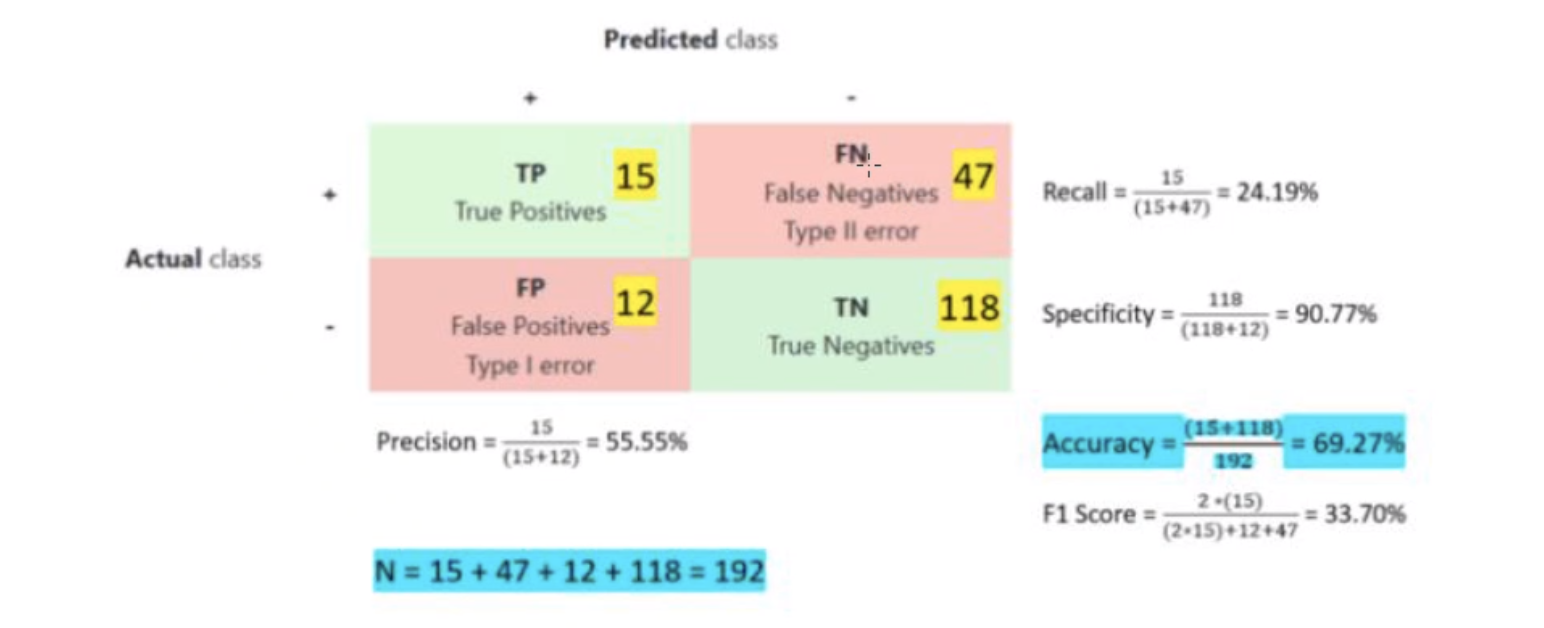 Predicted class
+ -
+
TP 15
True Positives
FN 47
False Negatives
Type II error
Recall = 15/(15+47) = 24.19%
Actual class
-
FP 12
False Positives
Type I error
TN 118
True Negatives
Specificity = 118/(118+12) = 90.77%
Precision = 15/(15+12) = 55.55%
Accuracy = (15+118)/192 = 69.27%
F1 Score = 2*(15)/(2*15)+12+47 = 33.70%
N = 15 + 47 + 12 + 118 = 192